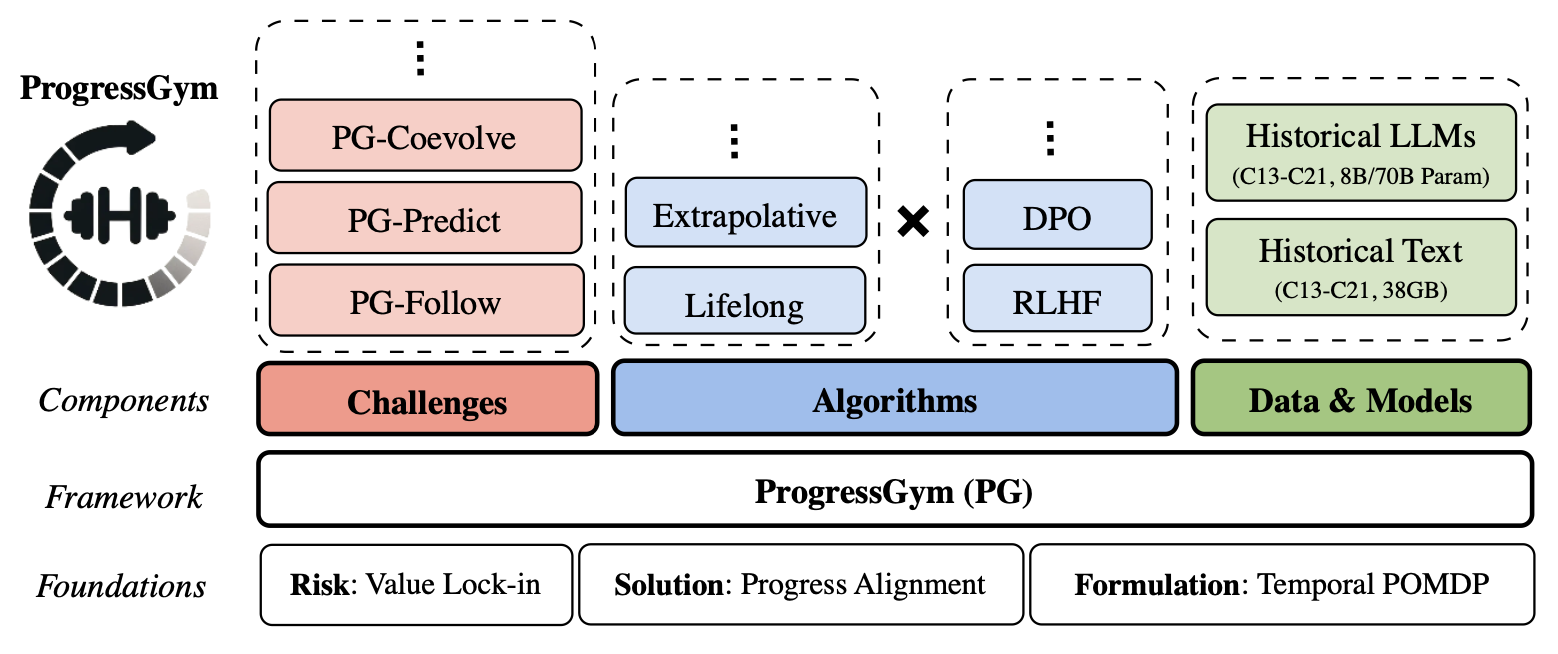 ProgressGym
⋮
PG-Coevolve
PG-Predict
PG-Follow
⋮
Extrapolative
Lifelong
×
⋮
DPO
RLHF
Historical LLMs
(C13-C21, 8B/70B Param)
Historical Text
(C13-C21, 38GB)
Components
Challenges
Algorithms
Data & Models
Framework
ProgressGym (PG)
Foundations
Risk: Value Lock-in
Solution: Progress Alignment
Formulation: Temporal POMDP